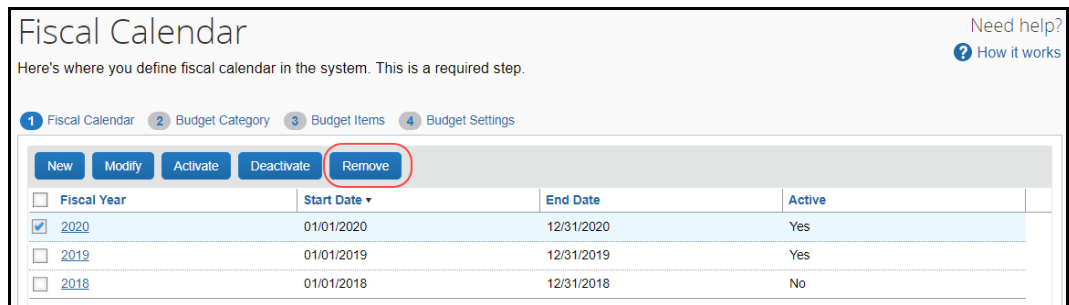 Fiscal Calendar
Need help?
? How it works
Here's where you define fiscal calendar in the system. This is a required step.
1 Fiscal Calendar 2 Budget Category 3 Budget Items 4 Budget Settings
New Modify Activate Deactivate Remove
Fiscal Year Start Date ▾ End Date Active
2020 01/01/2020 12/31/2020 Yes
2019 01/01/2019 12/31/2019 Yes
2018 01/01/2018 12/31/2018 No